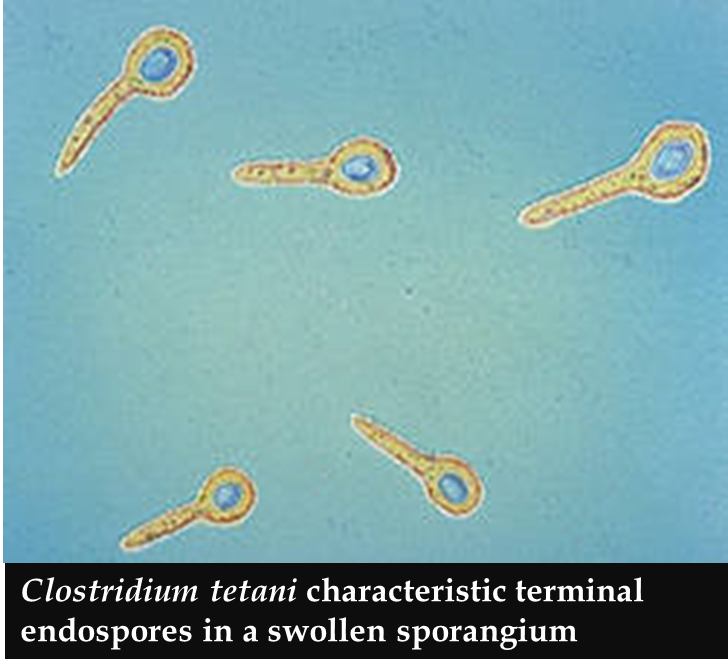 Clostridium tetani characteristic terminal
endospores in a swollen sporangium